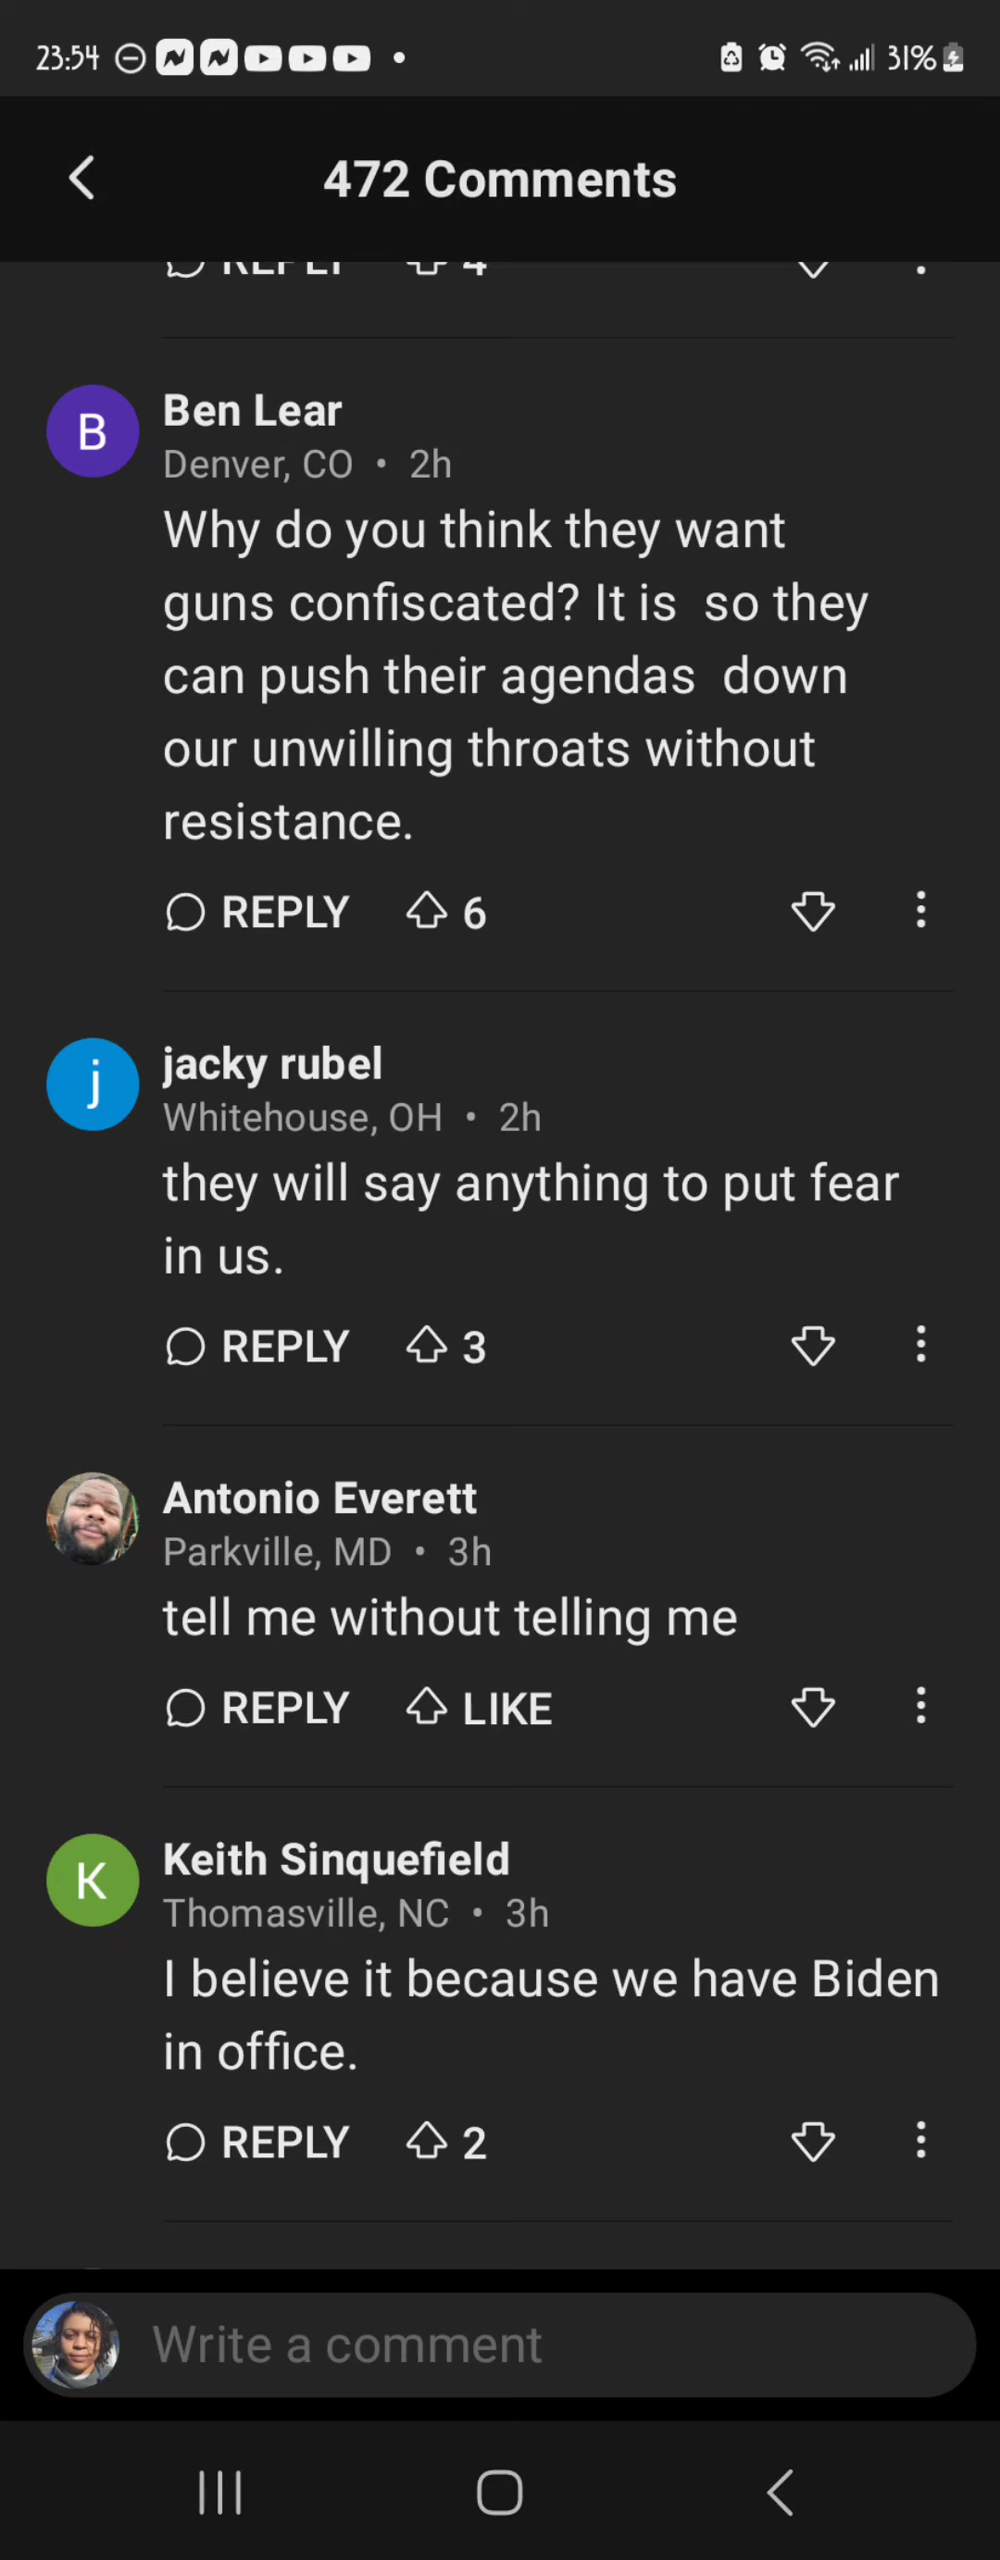 23:54
31%
472 Comments
REPLY 4
B
Ben Lear
Denver, CO • 2h
Why do you think they want
guns confiscated? It is  so they
can push their agendas  down
our unwilling throats without
resistance.
REPLY 6
j
jacky rubel
Whitehouse, OH • 2h
they will say anything to put fear
in us.
REPLY 3
Antonio Everett
Parkville, MD • 3h
tell me without telling me
REPLY LIKE
K
Keith Sinquefield
Thomasville, NC • 3h
I believe it because we have Biden
in office.
REPLY 2
Write a comment